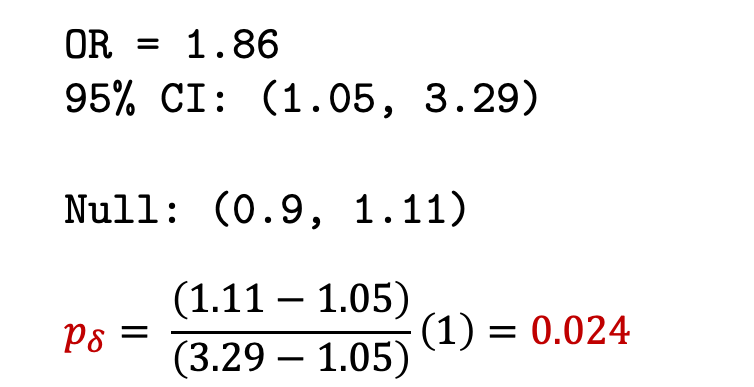 OR = 1.86
95% CI: (1.05, 3.29)
Null: (0.9, 1.11)
pδ = (1.11 − 1.05) / (3.29 − 1.05) (1) = 0.024